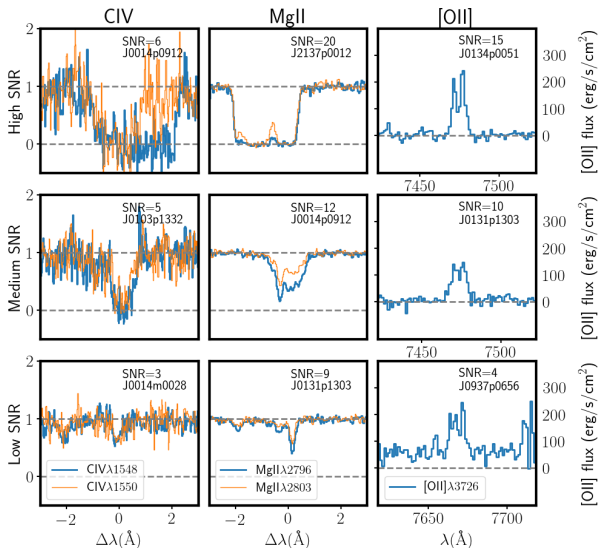 CIV MgII [OII]
High SNR
2
1
0
SNR=6
J0014p0912
SNR=20
J2137p0012
SNR=15
J0134p0051
300
200
100
0
[OII] flux (erg/s/cm²)
7450 7500
Medium SNR
2
1
0
SNR=5
J0103p1332
SNR=12
J0014p0912
SNR=10
J0131p1303
300
200
100
0
[OII] flux (erg/s/cm²)
7450 7500
Low SNR
2
1
0
SNR=3
J0014m0028
SNR=9
J0131p1303
SNR=4
J0937p0656
300
200
100
0
[OII] flux (erg/s/cm²)
CIVλ1548
CIVλ1550
MgIIλ2796
MgIIλ2803
[OII]λ3726
−2 0 2
−2 0 2
7650 7700
Δλ(Å) Δλ(Å) λ(Å)